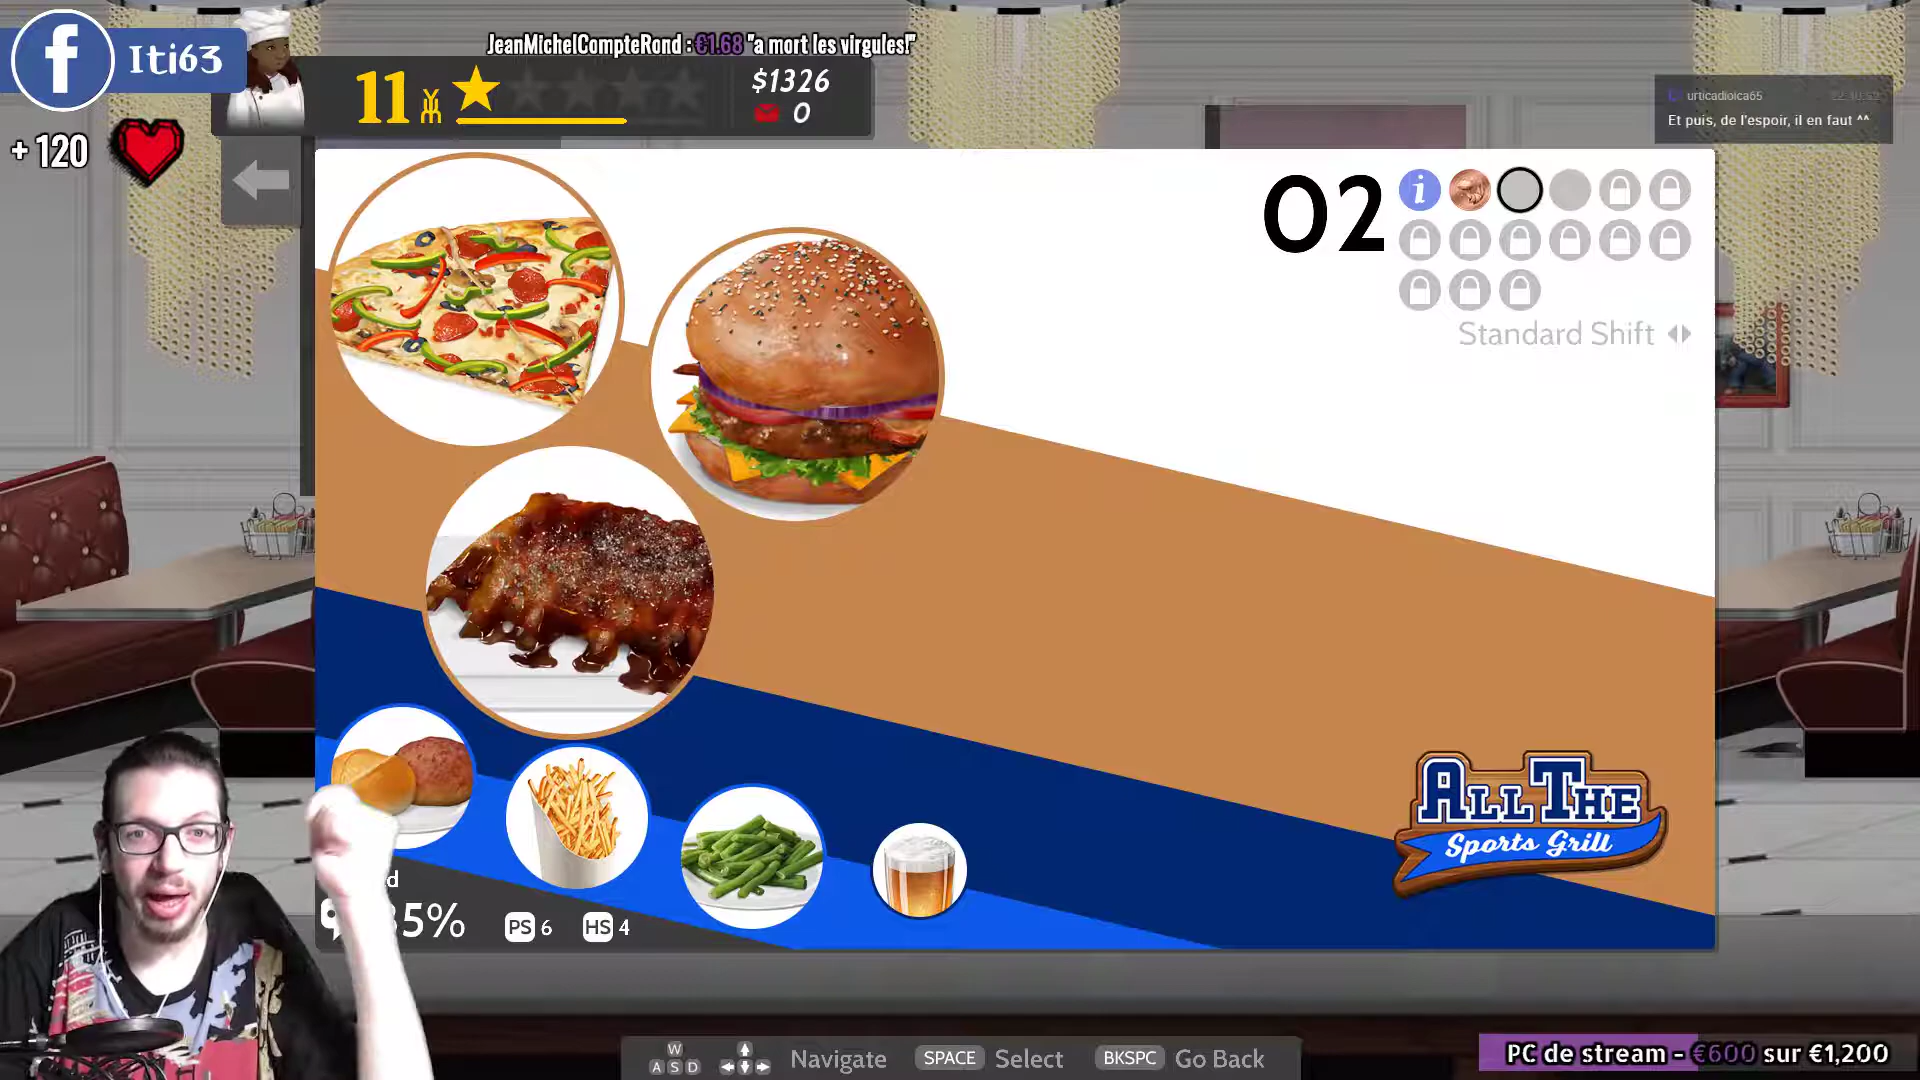 f Iti63
JeanMichelCompteRond : €1.68 "a mort les virgules!"
11
$1326
0
+ 120
urticadioica65
Et puis, de l'espoir, il en faut ^^
02
i
Standard Shift
ALL THE
Sports Grill
d
35%
PS 6
HS 4
W
A S D
Navigate
SPACE Select
BKSPC Go Back
PC de stream - €600 sur €1,200